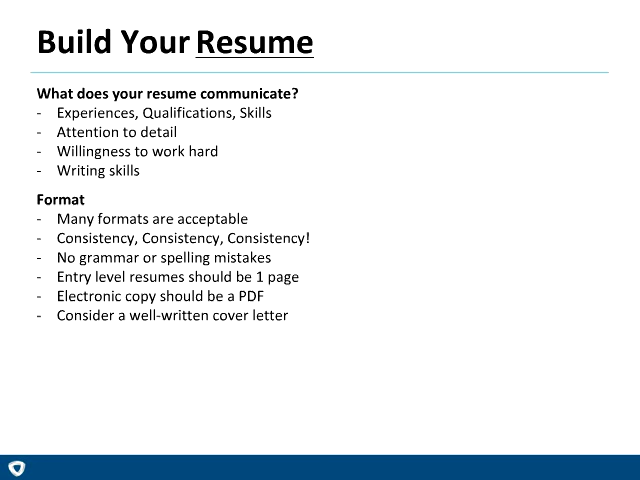 Build Your Resume
What does your resume communicate?
- Experiences, Qualifications, Skills
- Attention to detail
- Willingness to work hard
- Writing skills
Format
- Many formats are acceptable
- Consistency, Consistency, Consistency!
- No grammar or spelling mistakes
- Entry level resumes should be 1 page
- Electronic copy should be a PDF
- Consider a well-written cover letter